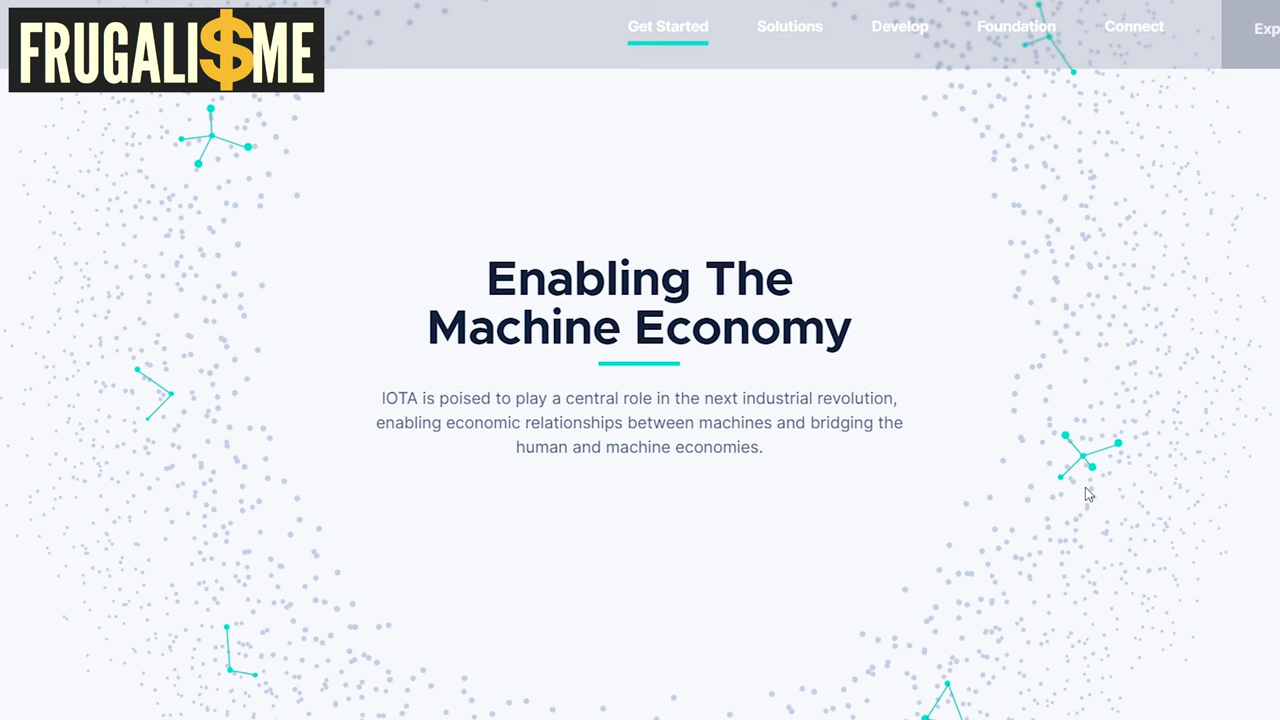 FRUGALI$ME
Get Started Solutions Develop Foundation Connect Exp
Enabling The
Machine Economy
IOTA is poised to play a central role in the next industrial revolution,
enabling economic relationships between machines and bridging the
human and machine economies.